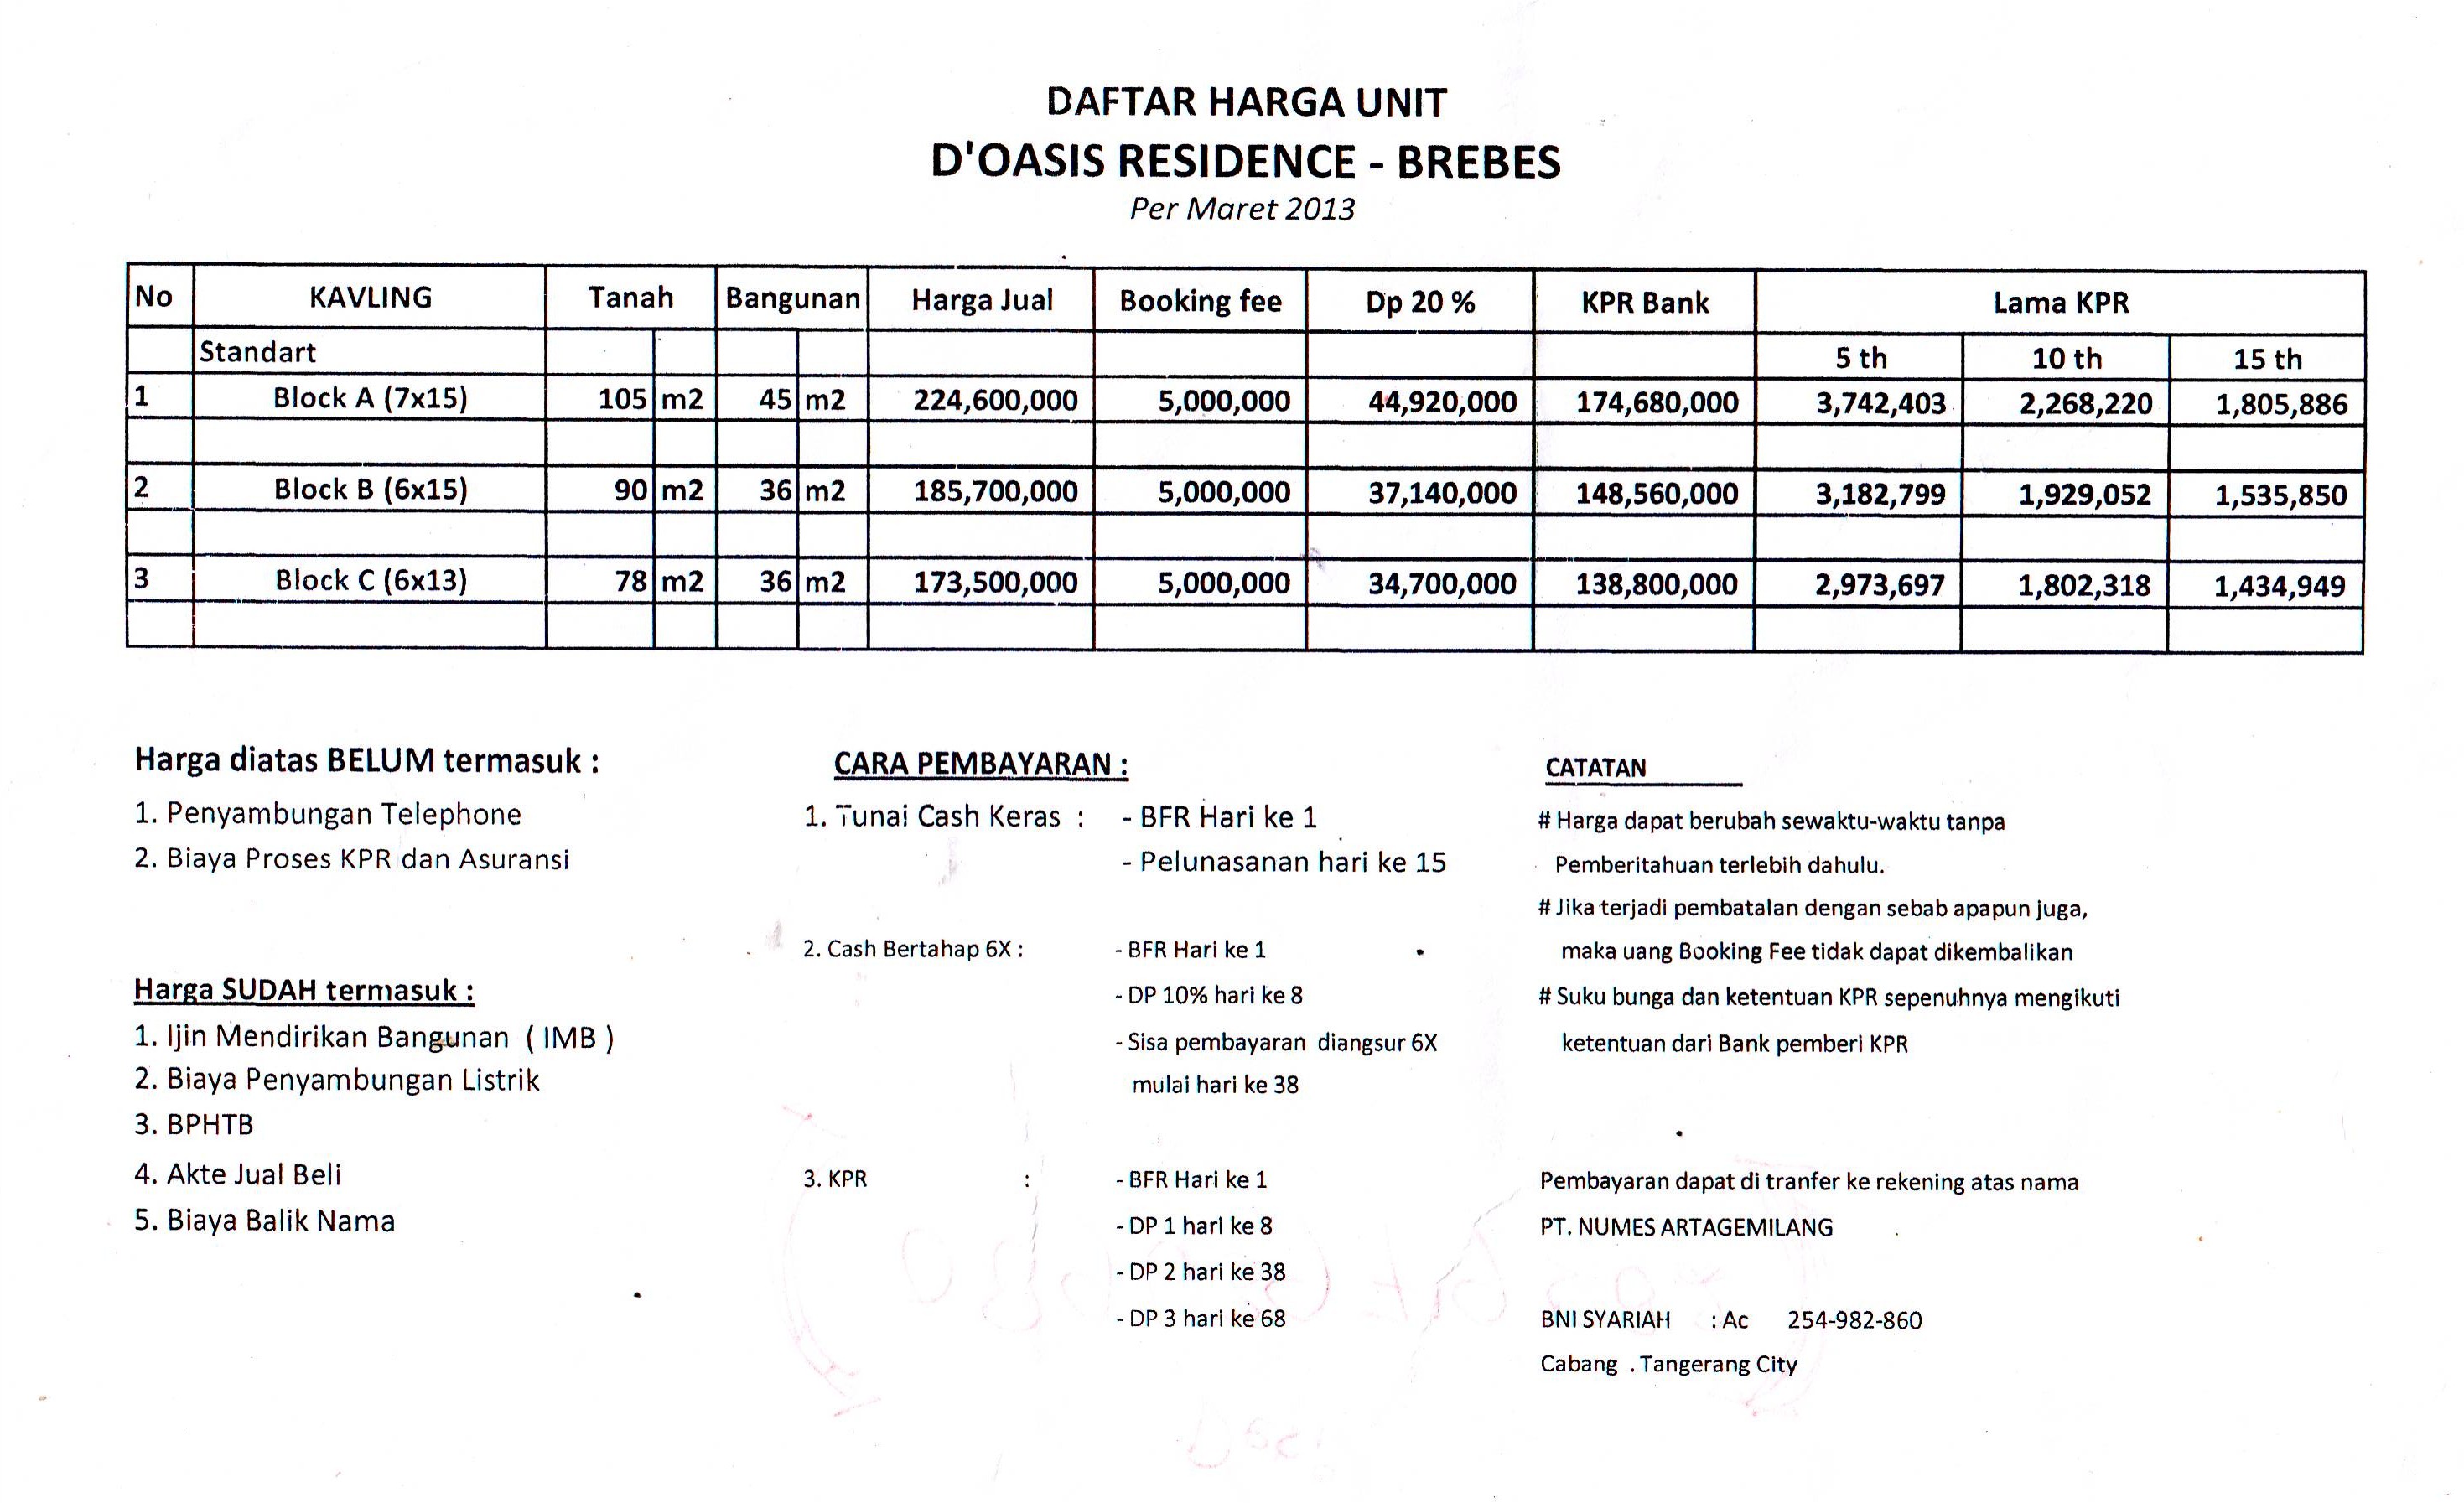 DAFTAR HARGA UNIT
D'OASIS RESIDENCE - BREBES
Per Maret 2013
No KAVLING Tanah Bangunan Harga Jual Booking fee Dp 20 % KPR Bank Lama KPR
Standart 5 th 10 th 15 th
1 Block A (7x15) 105 m2 45 m2 224,600,000 5,000,000 44,920,000 174,680,000 3,742,403 2,268,220 1,805,886
2 Block B (6x15) 90 m2 36 m2 185,700,000 5,000,000 37,140,000 148,560,000 3,182,799 1,929,052 1,535,850
3 Block C (6x13) 78 m2 36 m2 173,500,000 5,000,000 34,700,000 138,800,000 2,973,697 1,802,318 1,434,949
Harga diatas BELUM termasuk :
1. Penyambungan Telephone
2. Biaya Proses KPR dan Asuransi
Harga SUDAH termasuk :
1. Ijin Mendirikan Bangunan ( IMB )
2. Biaya Penyambungan Listrik
3. BPHTB
4. Akte Jual Beli
5. Biaya Balik Nama
CARA PEMBAYARAN :
1. Tunai Cash Keras : - BFR Hari ke 1
- Pelunasanan hari ke 15
2. Cash Bertahap 6X : - BFR Hari ke 1
- DP 10% hari ke 8
- Sisa pembayaran diangsur 6X
mulai hari ke 38
3. KPR : - BFR Hari ke 1
- DP 1 hari ke 8
- DP 2 hari ke 38
- DP 3 hari ke 68
CATATAN
# Harga dapat berubah sewaktu-waktu tanpa
Pemberitahuan terlebih dahulu.
# Jika terjadi pembatalan dengan sebab apapun juga,
maka uang Booking Fee tidak dapat dikembalikan
# Suku bunga dan ketentuan KPR sepenuhnya mengikuti
ketentuan dari Bank pemberi KPR
Pembayaran dapat di tranfer ke rekening atas nama
PT. NUMES ARTAGEMILANG
BNI SYARIAH : Ac 254-982-860
Cabang . Tangerang City